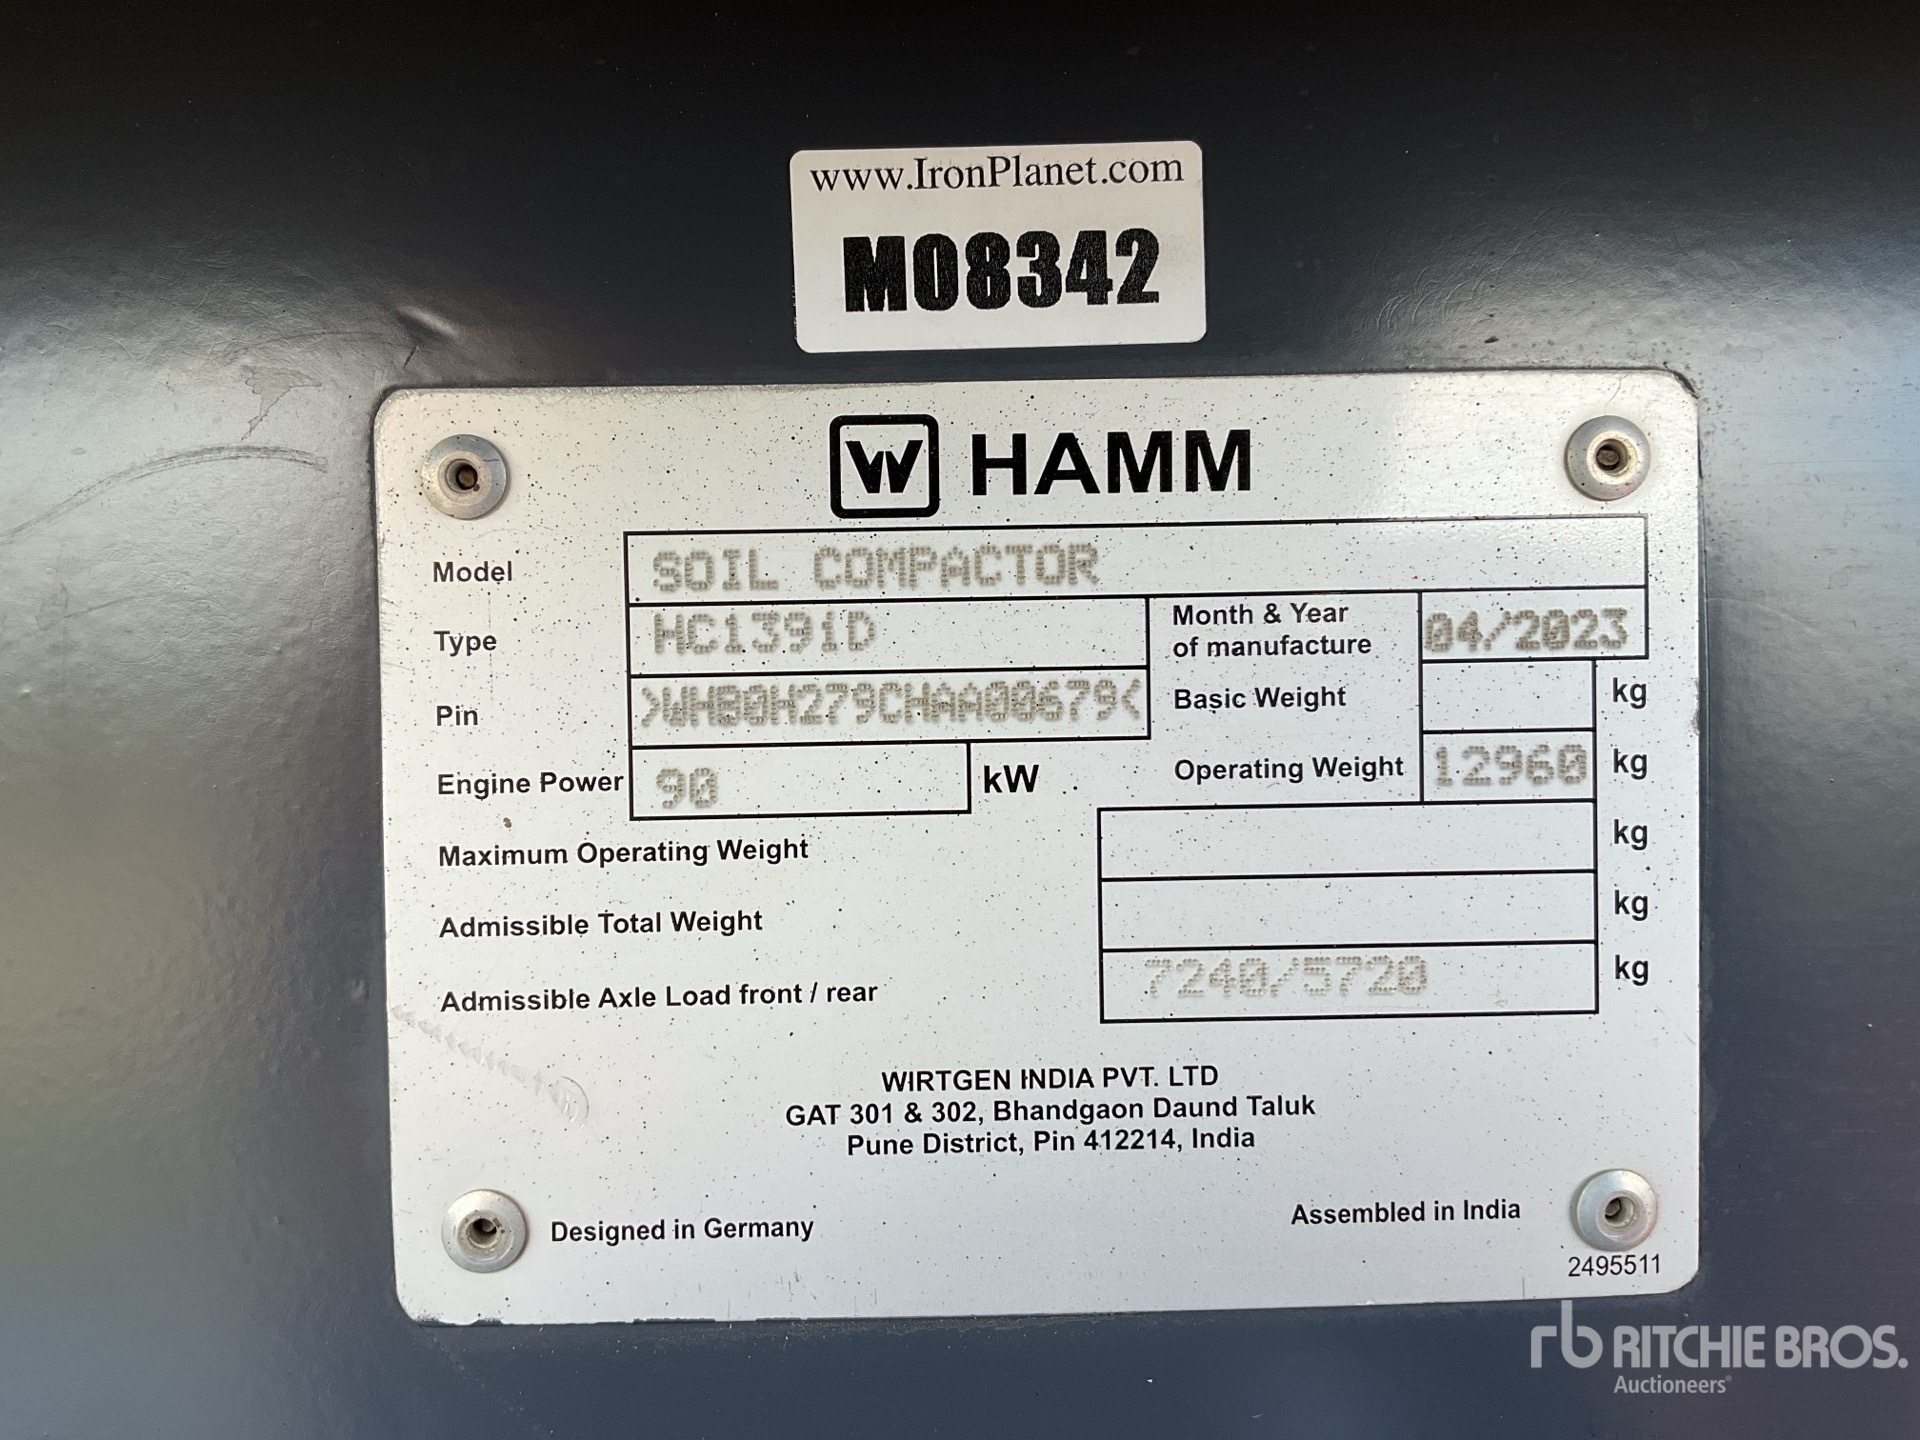 www.IronPlanet.com
M08342
W HAMM
Model SOIL COMPACTOR
Type HC139iD
Month & Year of manufacture 04/2023
Pin >WHB0H279CHAA00679<
Basic Weight kg
Engine Power 90 kW
Operating Weight 12960 kg
Maximum Operating Weight kg
Admissible Total Weight kg
Admissible Axle Load front / rear 7240/5720 kg
WIRTGEN INDIA PVT. LTD
GAT 301 & 302, Bhandgaon Daund Taluk
Pune District, Pin 412214, India
Designed in Germany
Assembled in India
2495511
rb RITCHIE BROS.
Auctioneers